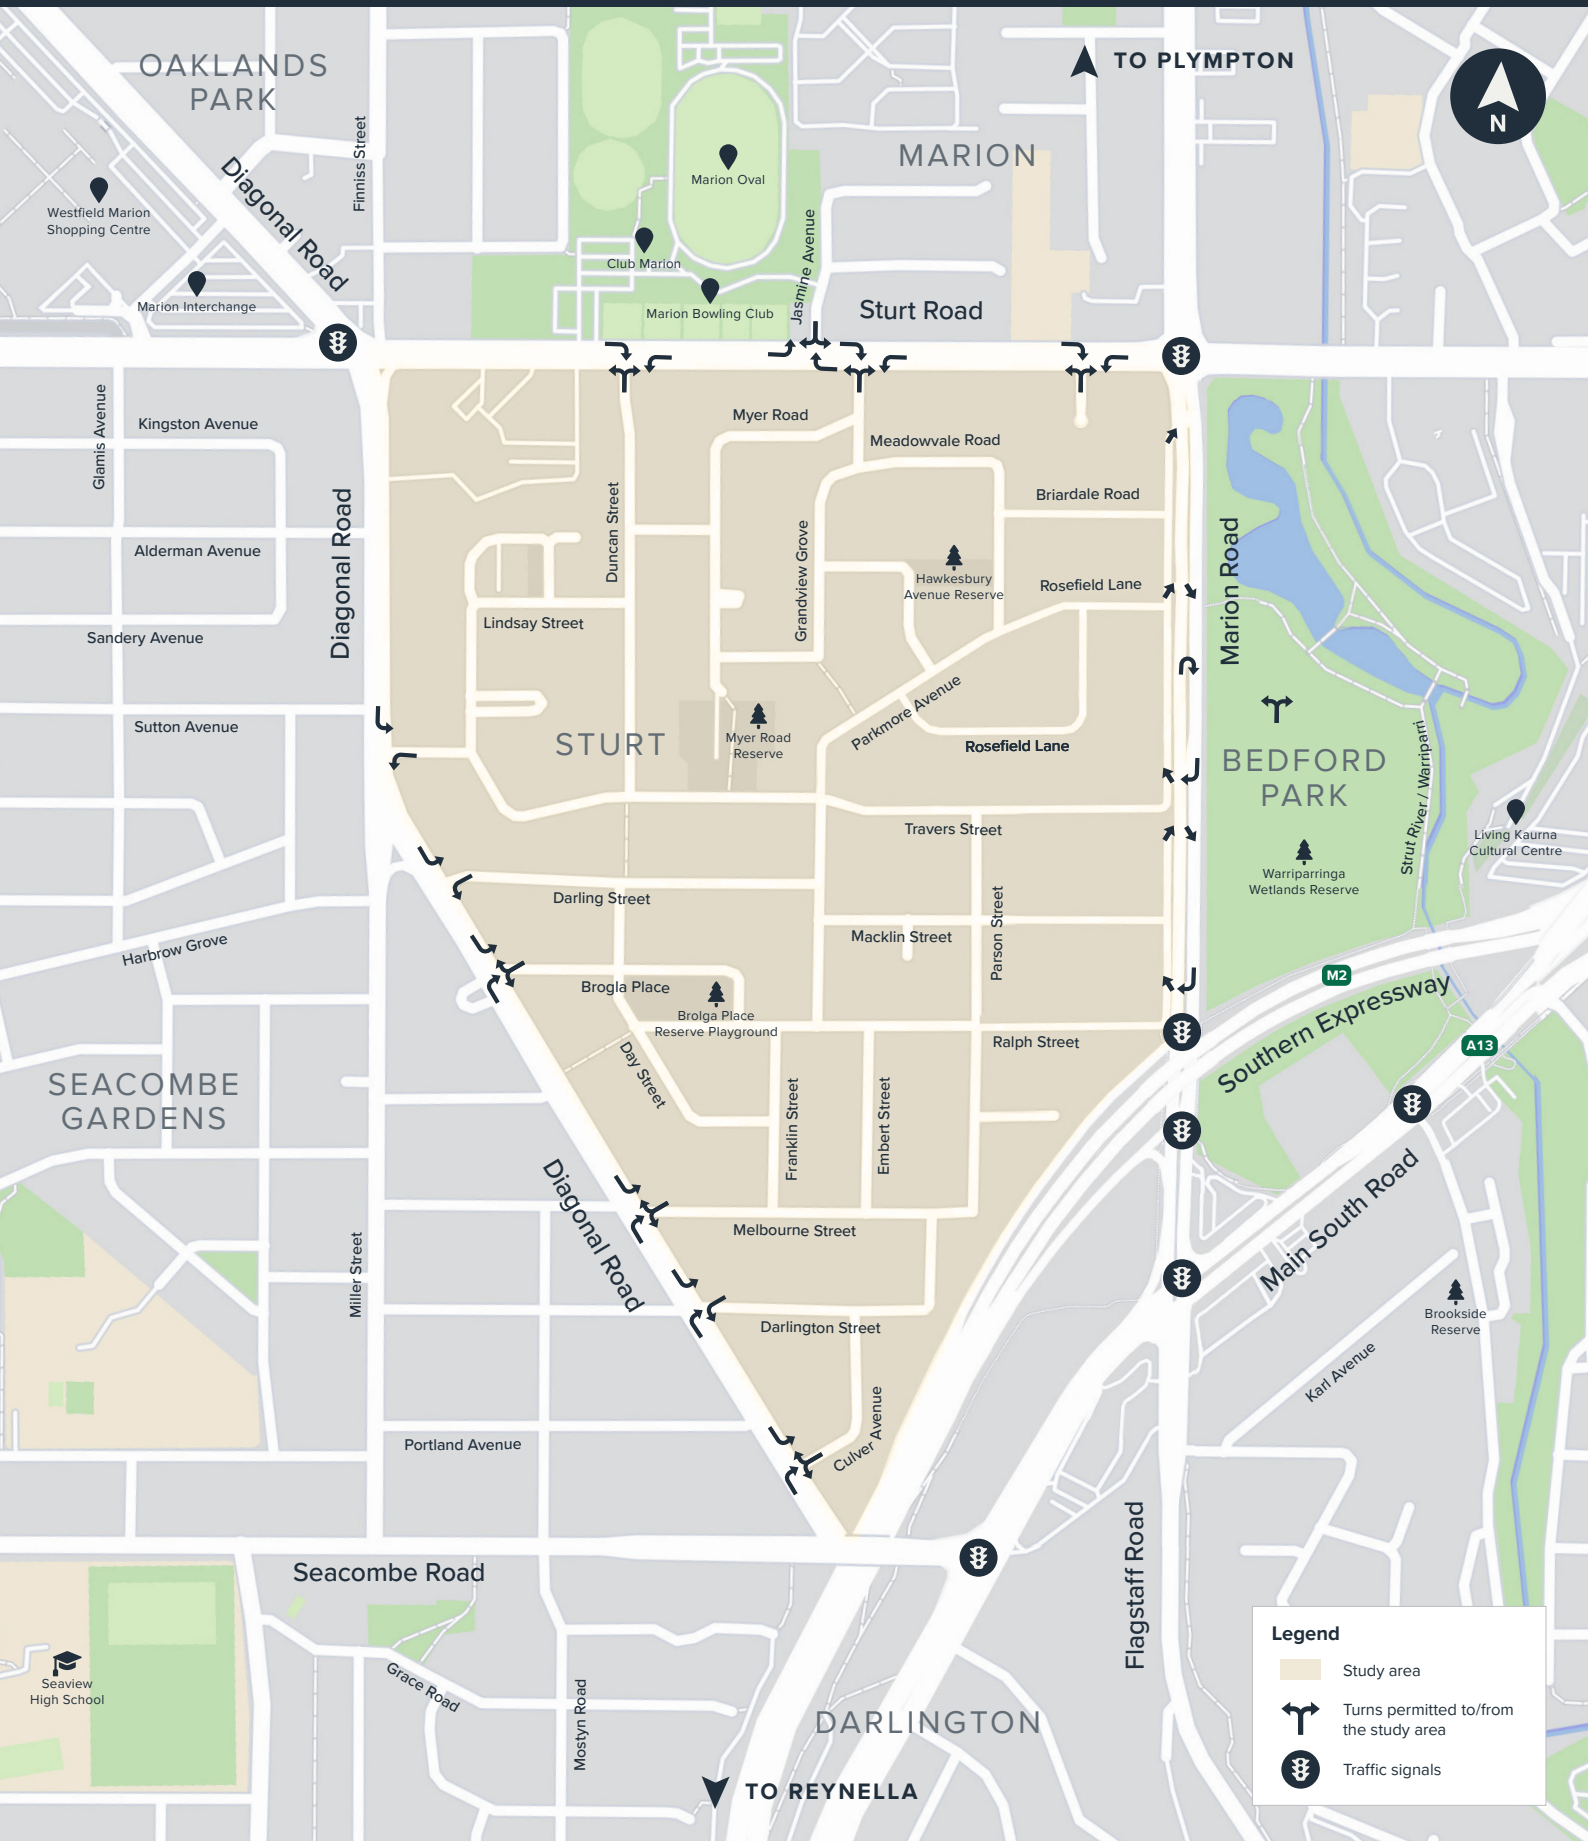 OAKLANDS
PARK
Finniss Street
Diagonal Road
Westfield Marion
Shopping Centre
Marion Interchange
Marion Oval
Club Marion
Marion Bowling Club
Jasmine Avenue
MARION
TO PLYMPTON
N
Sturt Road
Glamis Avenue
Kingston Avenue
Alderman Avenue
Sandery Avenue
Sutton Avenue
Diagonal Road
Myer Road
Meadowvale Road
Briardale Road
Duncan Street
Grandview Grove
Hawkesbury
Avenue Reserve
Rosefield Lane
Lindsay Street
Marion Road
STURT
Myer Road
Reserve
Parkmore Avenue
Rosefield Lane
BEDFORD
PARK
Strut River / Warripari
Living Kaurna
Cultural Centre
Warriparringa
Wetlands Reserve
Travers Street
Darling Street
Macklin Street
Parson Street
Harbrow Grove
Brogla Place
Brolga Place
Reserve Playground
Ralph Street
M2
Southern Expressway
A13
Day Street
Franklin Street
Embert Street
SEACOMBE
GARDENS
Diagonal Road
Melbourne Street
Main South Road
Miller Street
Darlington Street
Brookside
Reserve
Karl Avenue
Culver Avenue
Portland Avenue
Seacombe Road
Flagstaff Road
Seaview
High School
Grace Road
Mostyn Road
DARLINGTON
TO REYNELLA
Legend
Study area
Turns permitted to/from
the study area
Traffic signals